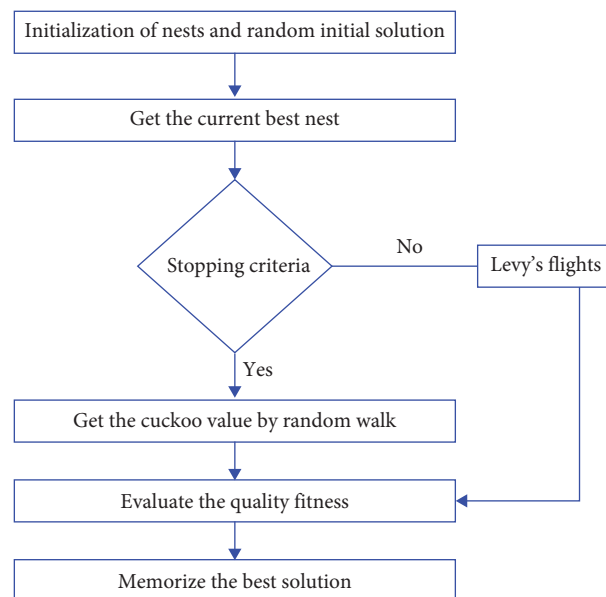 Initialization of nests and random initial solution
Get the current best nest
Stopping criteria
No
Levy’s flights
Yes
Get the cuckoo value by random walk
Evaluate the quality fitness
Memorize the best solution